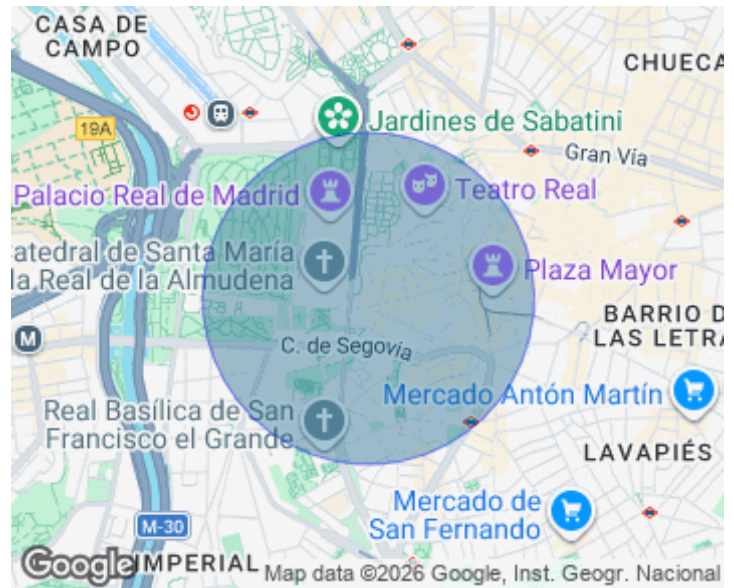 CASA DE
CAMPO
CHUECA
19A
Jardines de Sabatini
Gran Vía
Palacio Real de Madrid
Teatro Real
atedral de Santa María
la Real de la Almudena
Plaza Mayor
BARRIO D
LAS LETRA
M
C. de Segovia
Mercado Antón Martín
Real Basílica de San
Francisco el Grande
LAVAPIÉS
Mercado de
San Fernando
M-30
Google
IMPERIAL
Map data ©2026 Google, Inst. Geogr. Nacional